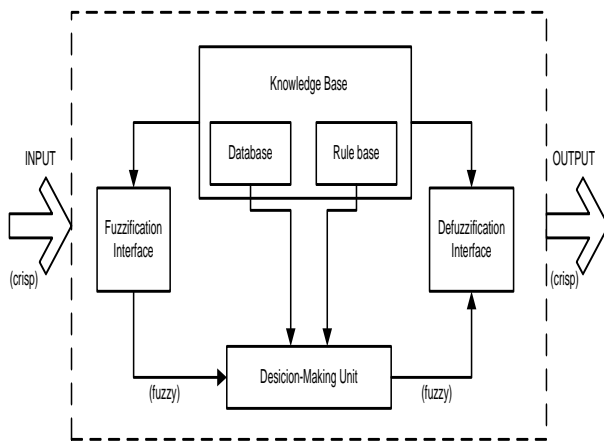 Knowledge Base
Database
Rule base
INPUT
OUTPUT
Fuzzification
Interface
Defuzzification
Interface
(crisp)
(crisp)
Desicion-Making Unit
(fuzzy)
(fuzzy)